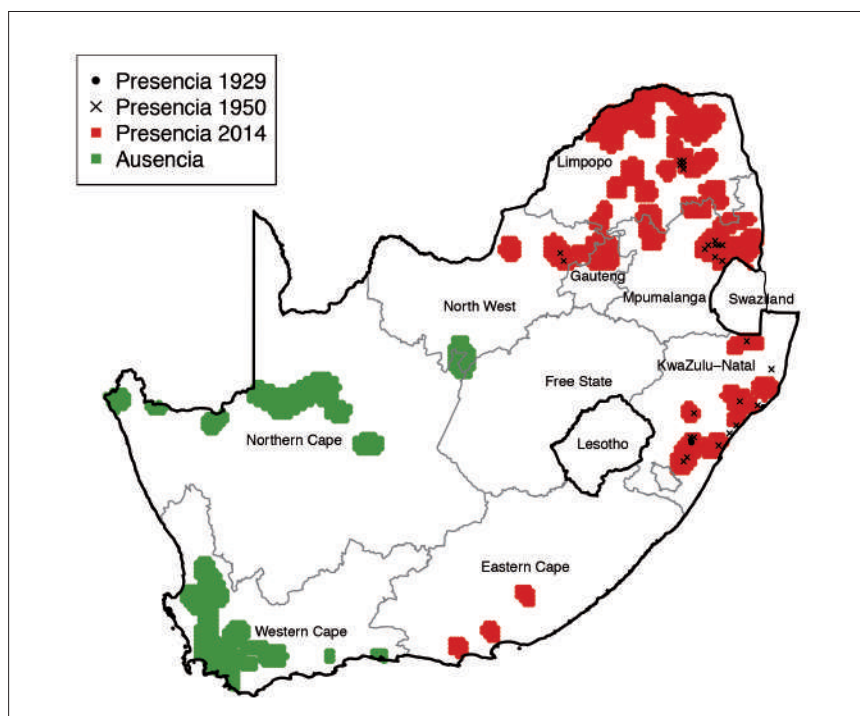 Presencia 1929
Presencia 1950
Presencia 2014
Ausencia
Limpopo
Gauteng
North West
Mpumalanga
Swaziland
KwaZulu–Natal
Free State
Northern Cape
Lesotho
Eastern Cape
Western Cape